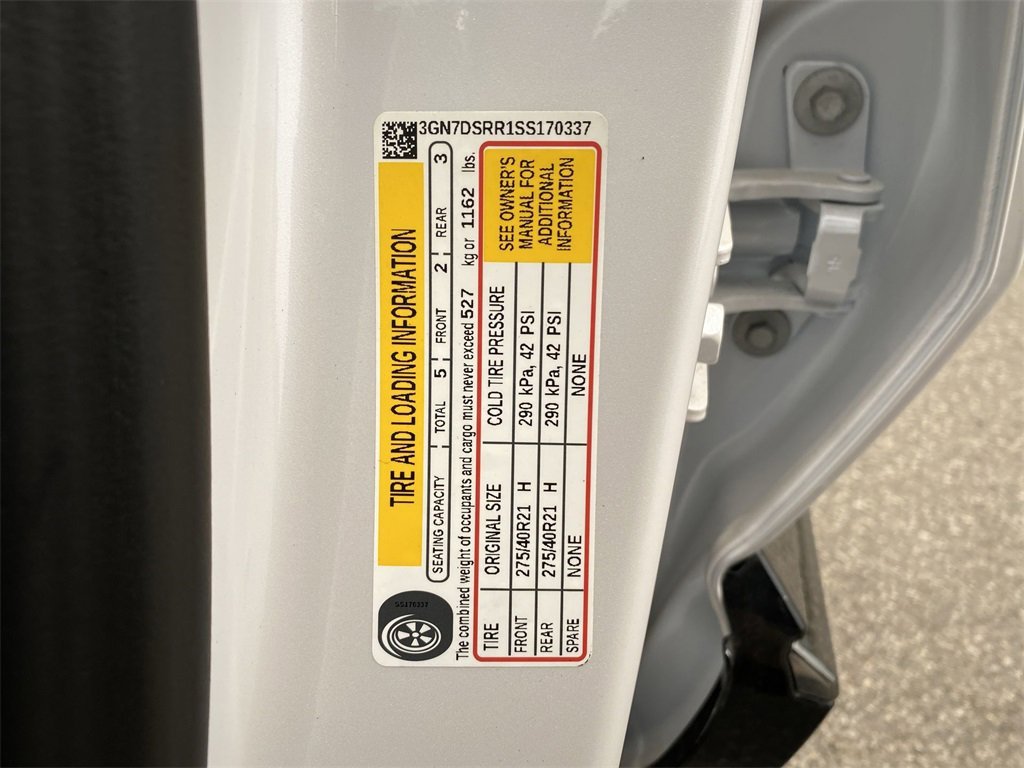 3GN7DSRR1SS170337
TIRE AND LOADING INFORMATION
SEATING CAPACITY TOTAL 5 FRONT 2 REAR 3
The combined weight of occupants and cargo must never exceed 527 kg or 1162 lbs.
TIRE ORIGINAL SIZE COLD TIRE PRESSURE
FRONT 275/40R21 H 290 kPa, 42 PSI
REAR 275/40R21 H 290 kPa, 42 PSI
SPARE NONE NONE
SEE OWNER'S
MANUAL FOR
ADDITIONAL
INFORMATION
SS170337